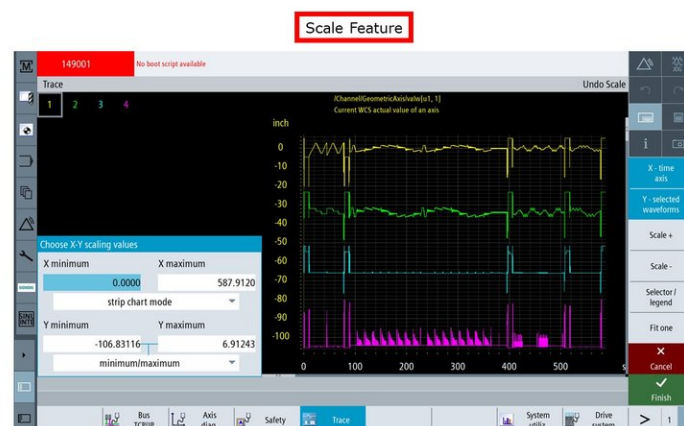 Scale Feature
149001
No boot script available
Trace
Undo Scale
1 2 3 4
/Channel/GeometricAxis/valw[u1, 1]
Current WCS actual value of an axis
inch
0
-10
-20
-30
-40
-50
-60
-70
-80
-90
-100
0 100 200 300 400 500 s
Choose X-Y scaling values
X minimum X maximum
0.0000 587.9120
strip chart mode
Y minimum Y maximum
-106.83116 6.91243
minimum/maximum
X - time
axis
Y - selected
waveforms
Scale +
Scale -
Selector /
legend
Fit one
Cancel
Finish
Bus
TCP/IP
Axis
diag.
Safety
Trace
System
utiliz.
Drive
system
> 1